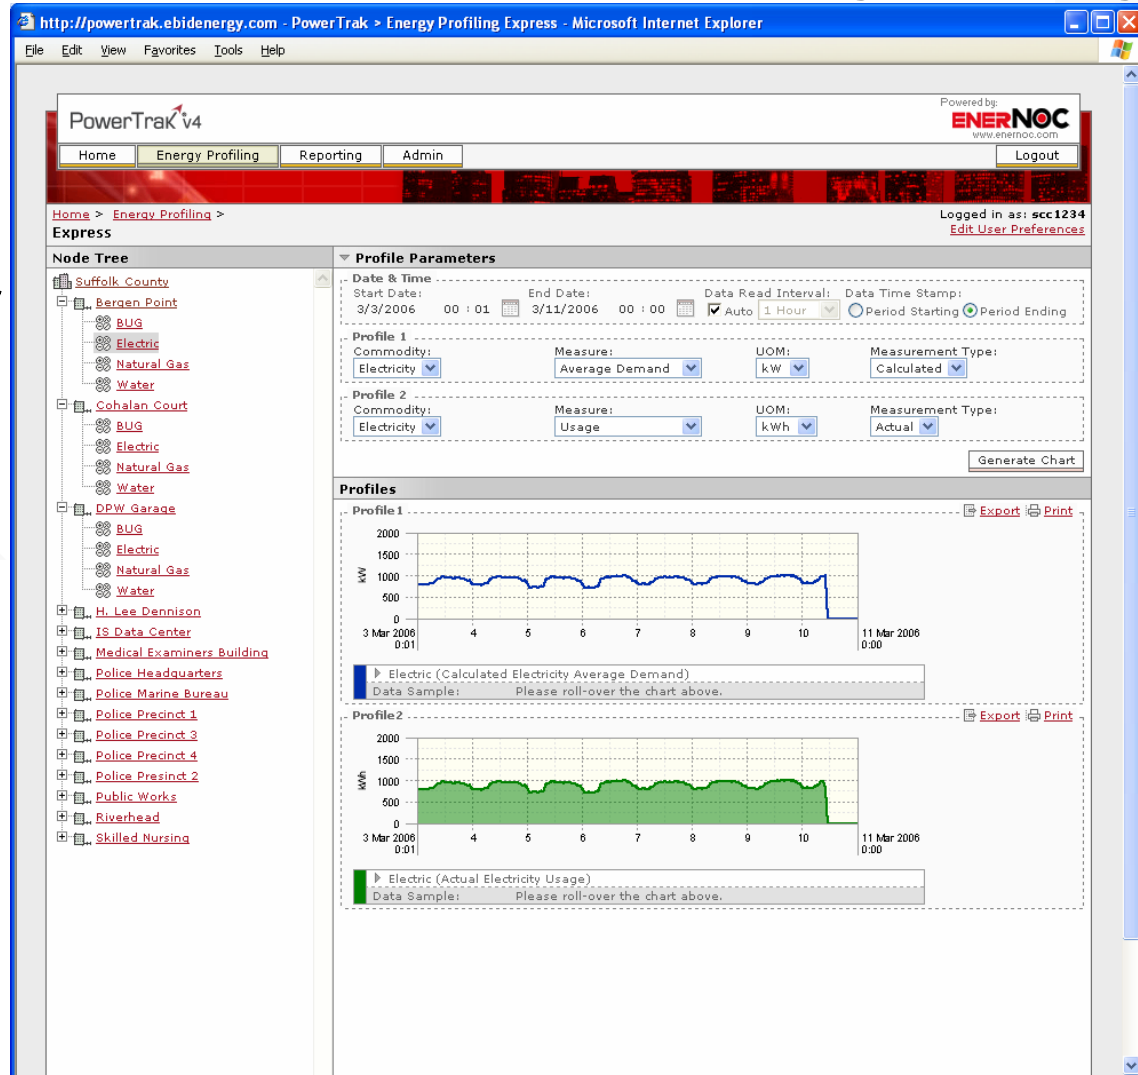 http://powertrak.ebidenergy.com - PowerTrak > Energy Profiling Express - Microsoft Internet Explorer
File Edit View Favorites Tools Help
PowerTrak v4
Powered by:
ENERNOC
www.enernoc.com
Home Energy Profiling Reporting Admin Logout
Home > Energy Profiling >
Express
Logged in as: scc1234
Edit User Preferences
Node Tree
Suffolk County
Bergen Point
BUG
Electric
Natural Gas
Water
Cohalan Court
BUG
Electric
Natural Gas
Water
DPW Garage
BUG
Electric
Natural Gas
Water
H. Lee Dennison
IS Data Center
Medical Examiners Building
Police Headquarters
Police Marine Bureau
Police Precinct 1
Police Precinct 3
Police Precinct 4
Police Presinct 2
Public Works
Riverhead
Skilled Nursing
Profile Parameters
Date & Time
Start Date: End Date: Data Read Interval: Data Time Stamp:
3/3/2006 00 : 01 3/11/2006 00 : 00 Auto 1 Hour Period Starting Period Ending
Profile 1
Commodity: Measure: UOM: Measurement Type:
Electricity Average Demand kW Calculated
Profile 2
Commodity: Measure: UOM: Measurement Type:
Electricity Usage kWh Actual
Generate Chart
Profiles
Profile1 Export Print
2000
1500
1000
500
0
kW
3 Mar 2006 4 5 6 7 8 9 10 11 Mar 2006
0:01 0:00
Electric (Calculated Electricity Average Demand)
Data Sample: Please roll-over the chart above.
Profile2 Export Print
2000
1500
1000
500
0
kWh
3 Mar 2006 4 5 6 7 8 9 10 11 Mar 2006
0:01 0:00
Electric (Actual Electricity Usage)
Data Sample: Please roll-over the chart above.